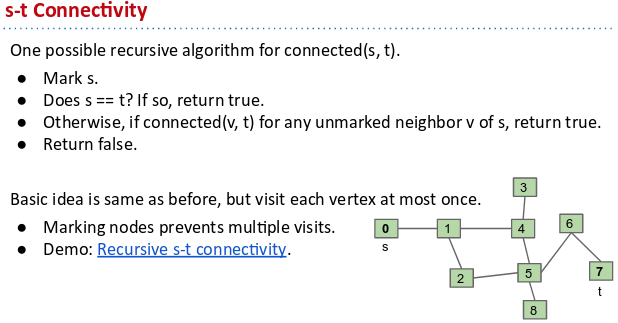 s-t Connectivity
One possible recursive algorithm for connected(s, t).
● Mark s.
● Does s == t? If so, return true.
● Otherwise, if connected(v, t) for any unmarked neighbor v of s, return true.
● Return false.
Basic idea is same as before, but visit each vertex at most once.
● Marking nodes prevents multiple visits.
● Demo: Recursive s-t connectivity.
3
0 1 4 6
s
2 5 7
t
8